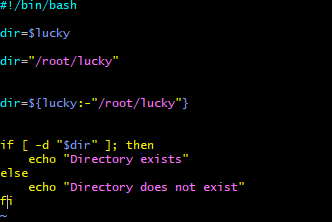 #!/bin/bash
dir=$lucky
dir="/root/lucky"
dir=${lucky:-"/root/lucky"}
if [ -d "$dir" ]; then
    echo "Directory exists"
else
    echo "Directory does not exist"
fi
~